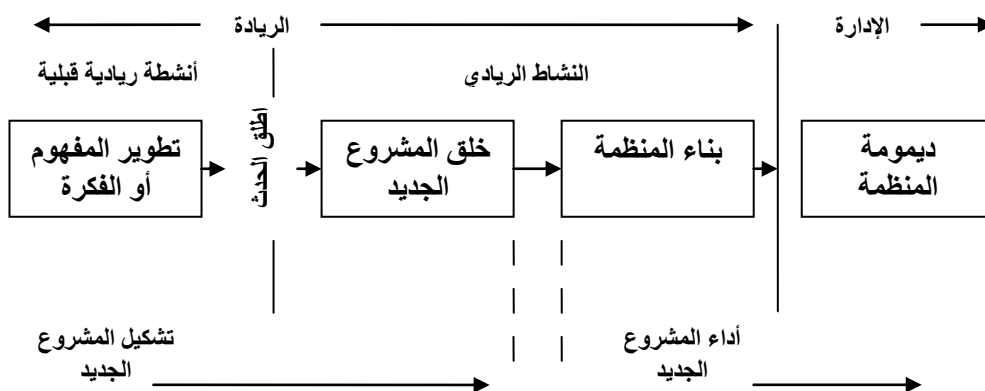 الريادة
الإدارة
أنشطة ريادية قبلية
النشاط الريادي
تطوير المفهوم
أو الفكرة
اطلق الحدث
خلق المشروع
الجديد
بناء المنظمة
ديمومة
المنظمة
تشكيل المشروع
الجديد
أداء المشروع
الجديد